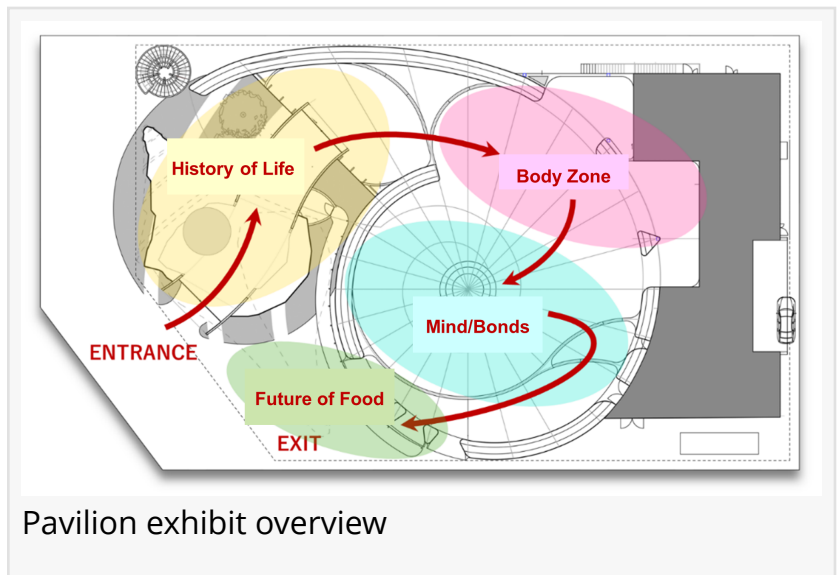 History of Life
Body Zone
Mind/Bonds
ENTRANCE
Future of Food
EXIT
Pavilion exhibit overview